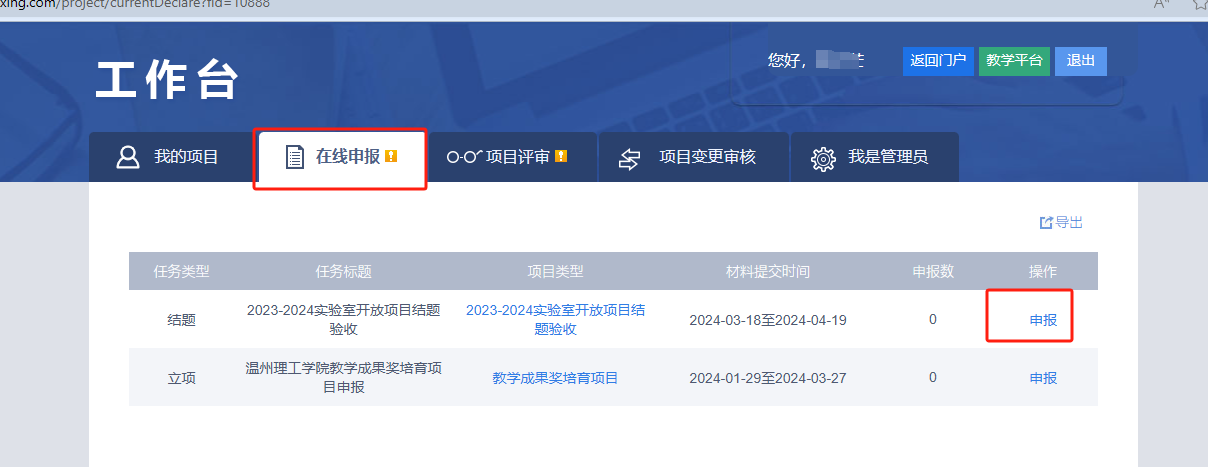 xing.com/project/currentDeclare?fid=10888
工作台
您好，
返回门户 教学平台 退出
我的项目 在线申报 项目评审 项目变更审核 我是管理员
导出
任务类型 任务标题 项目类型 材料提交时间 申报数 操作
结题 2023-2024实验室开放项目结题
验收 2023-2024实验室开放项目结
题验收 2024-03-18至2024-04-19 0 申报
立项 温州理工学院教学成果奖培育项
目申报 教学成果奖培育项目 2024-01-29至2024-03-27 0 申报